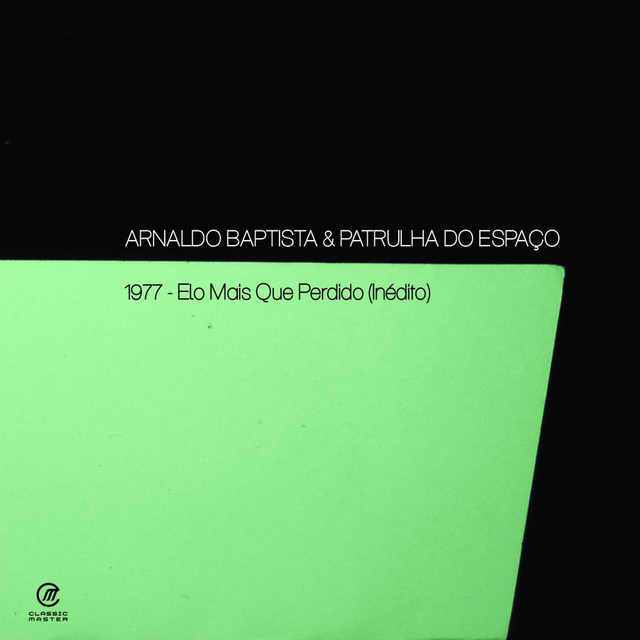 ARNALDO BAPTISTA & PATRULHA DO ESPAÇO
1977 - Elo Mais Que Perdido (Inédito)
CLASSIC
MASTER